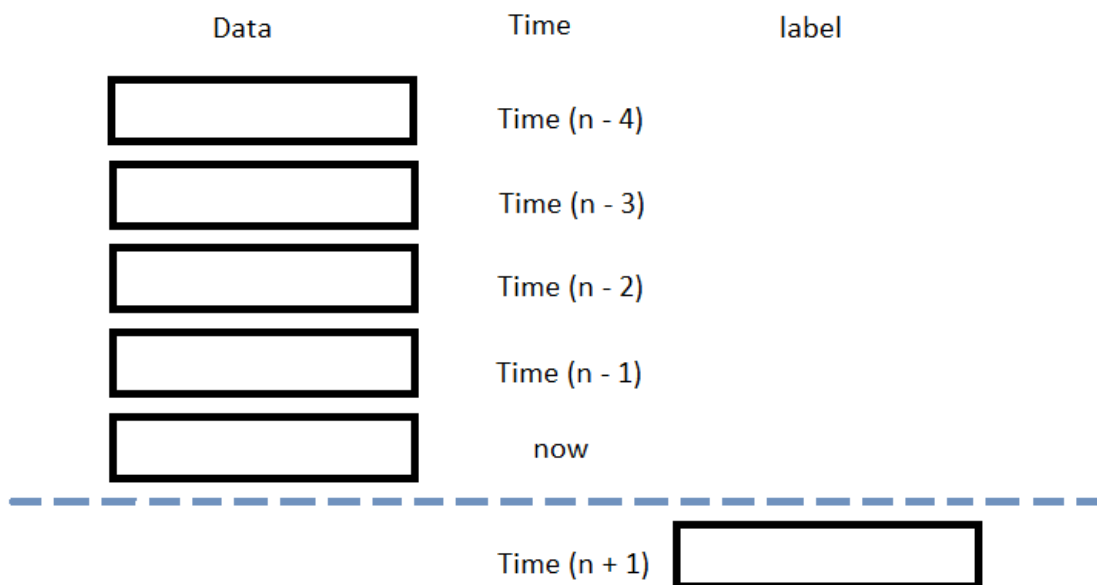 Data Time label
Time (n - 4)
Time (n - 3)
Time (n - 2)
Time (n - 1)
now
Time (n + 1)